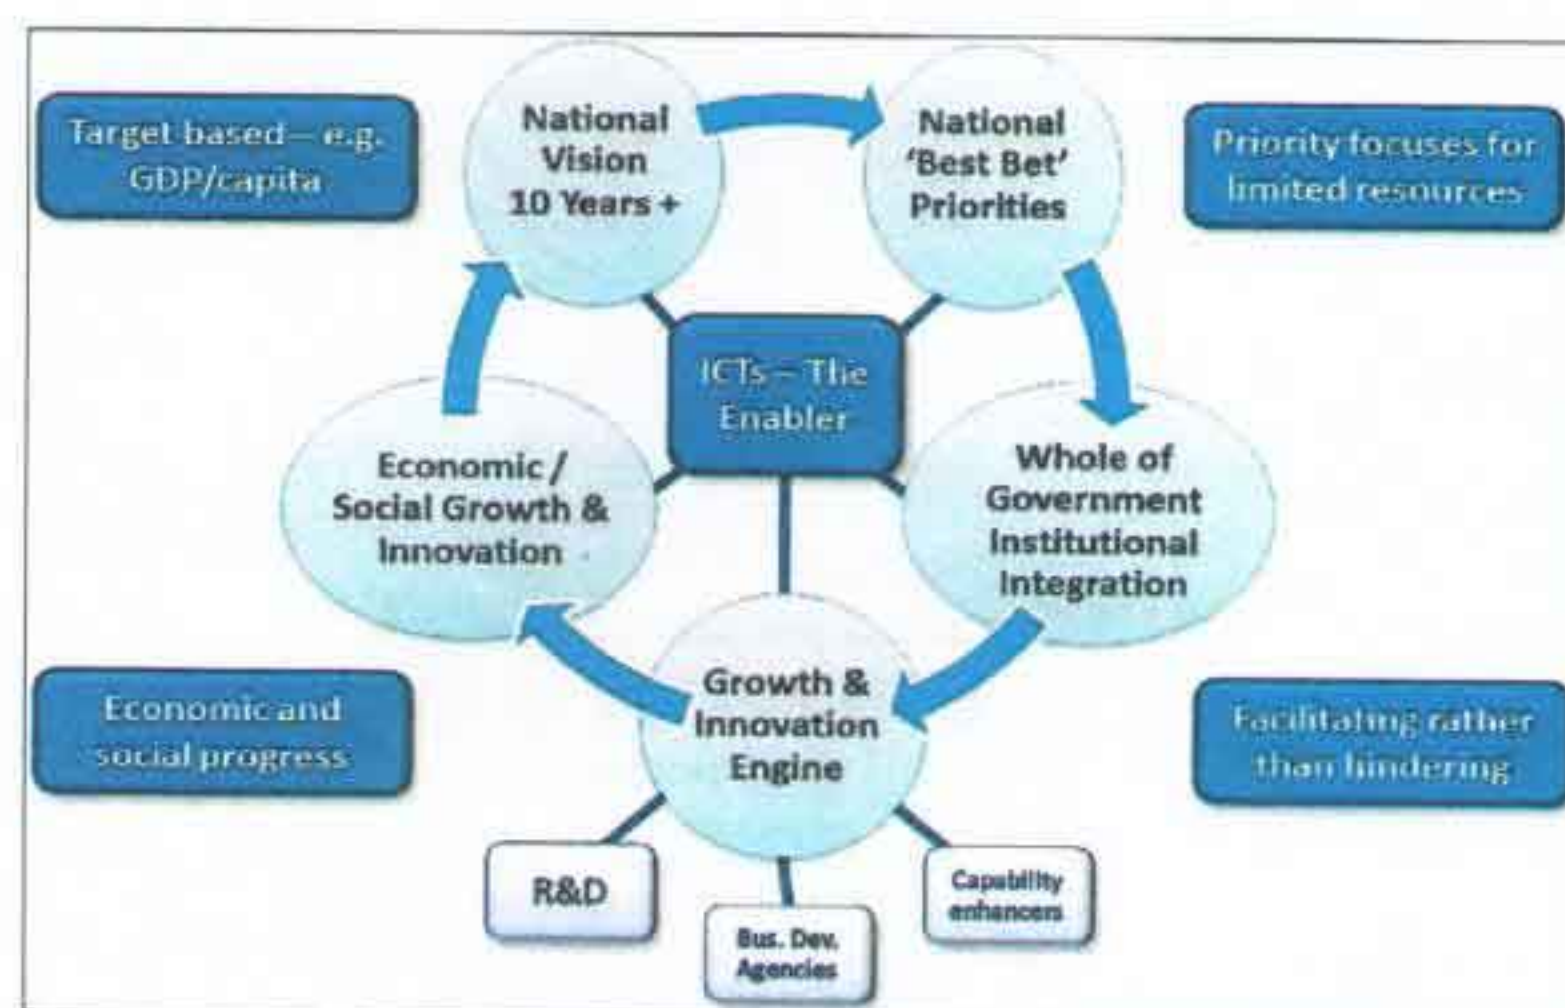 Target based – e.g.
GDP/capita
National
Vision
10 Years +
National
'Best Bet'
Priorities
Priority focuses for
limited resources
ICTs – The
Enabler
Economic /
Social Growth &
Innovation
Whole of
Government
Institutional
Integration
Economic and
social progress
Growth &
Innovation
Engine
Facilitating rather
than hindering
R&D
Bus. Dev.
Agencies
Capability
enhancers